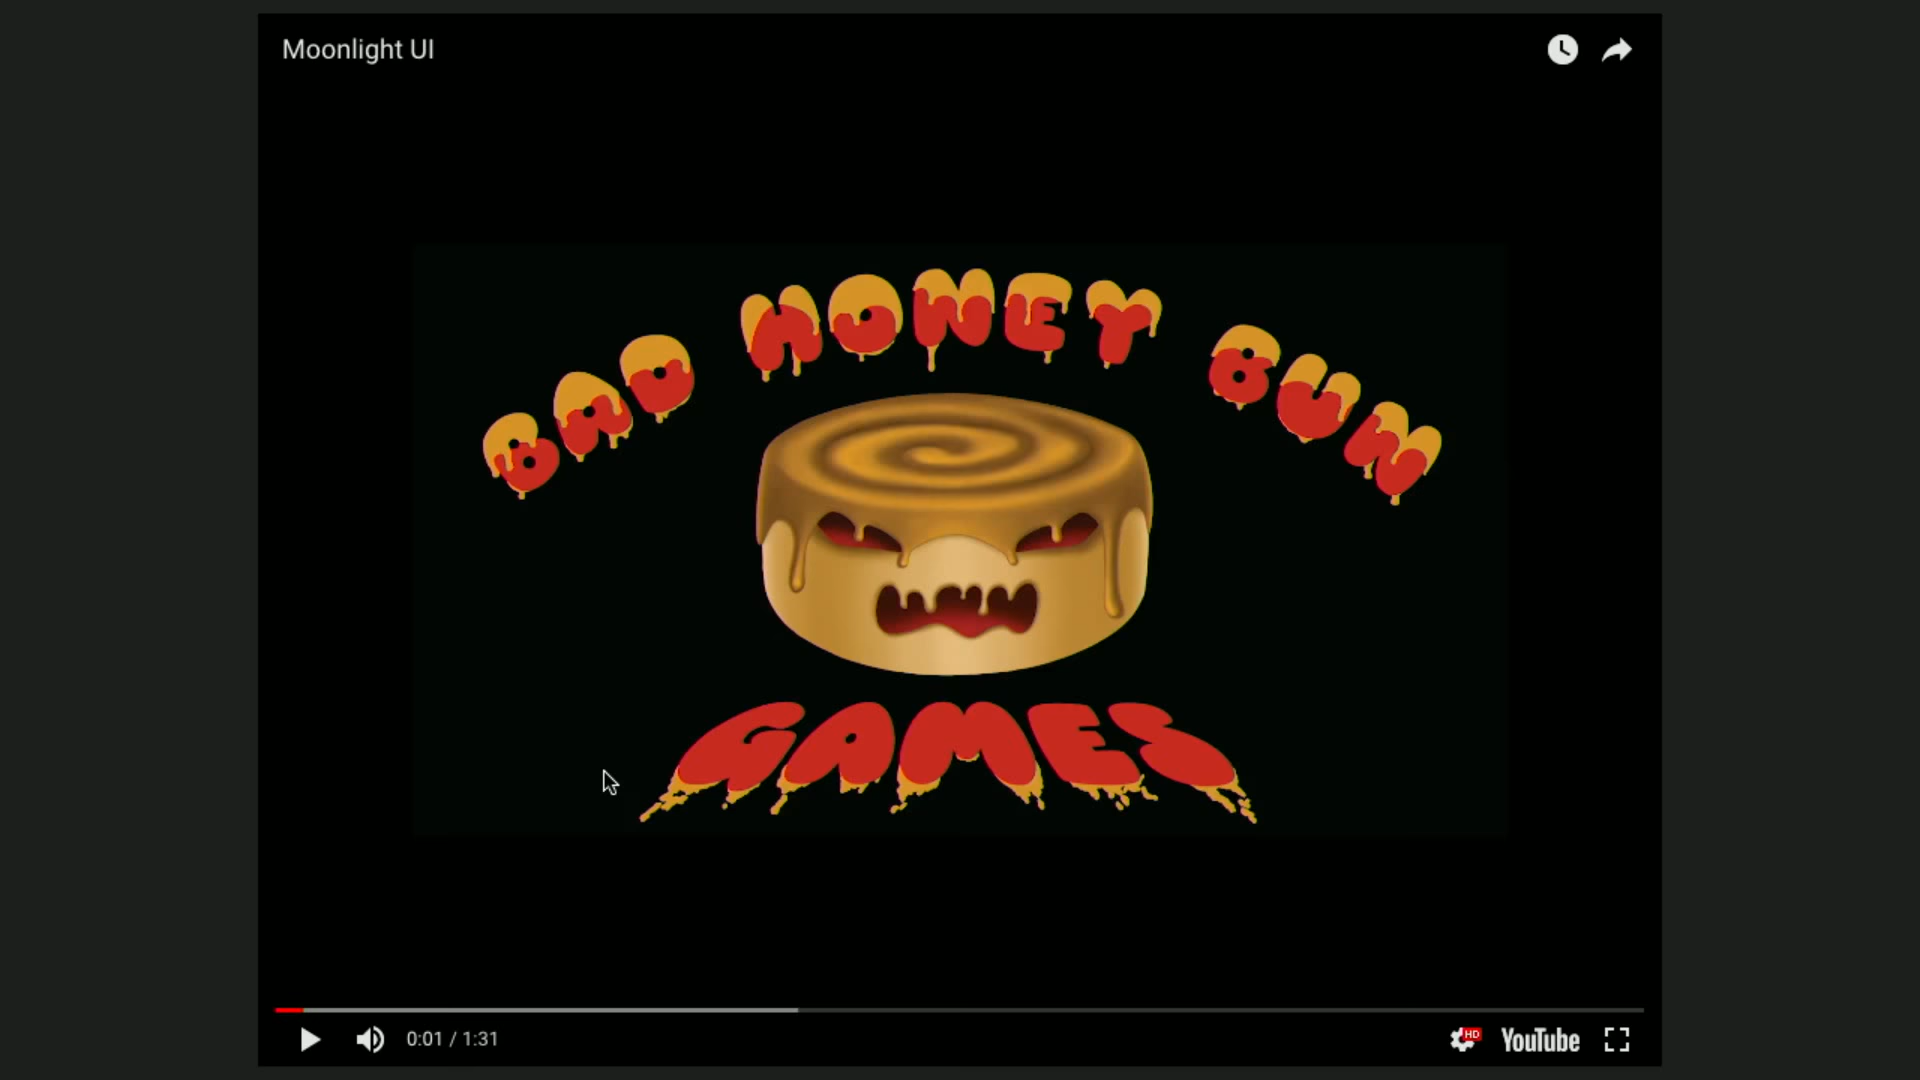 Moonlight UI
BAD HONEY BUN
GAMES
0:01 / 1:31
HD
YouTube